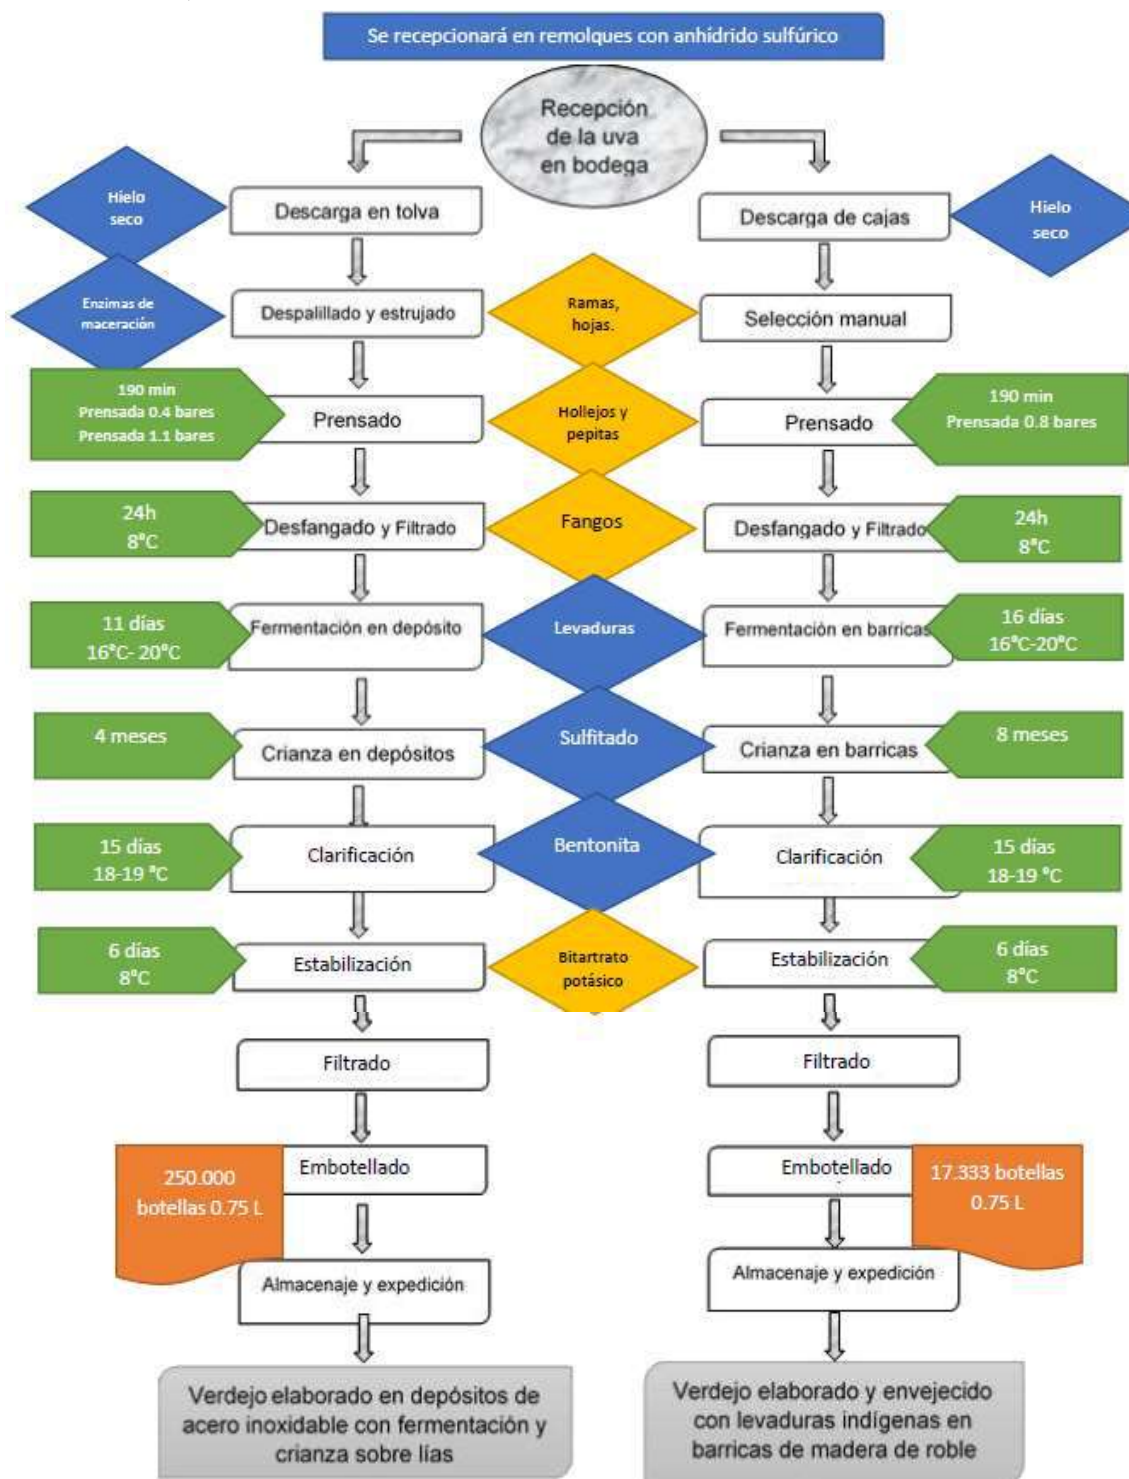 Se recepcionará en remolques con anhídrido sulfúrico
Recepción
de la uva
en bodega
Hielo
seco
Descarga en tolva
Descarga de cajas
Hielo
seco
Enzimas de
maceración
Despalillado y estrujado
Ramas,
hojas.
Selección manual
190 min
Prensada 0.4 bares
Prensada 1.1 bares
Prensado
Hollejos y
pepitas
Prensado
190 min
Prensada 0.8 bares
24h
8°C
Desfangado y Filtrado
Fangos
Desfangado y Filtrado
24h
8°C
11 días
16°C- 20°C
Fermentación en depósito
Levaduras
Fermentación en barricas
16 días
16°C-20°C
4 meses
Crianza en depósitos
Sulfitado
Crianza en barricas
8 meses
15 días
18-19 °C
Clarificación
Bentonita
Clarificación
15 días
18-19 °C
6 días
8°C
Estabilización
Bitartrato
potásico
Estabilización
6 días
8°C
Filtrado
Filtrado
250.000
botellas 0.75 L
Embotellado
Embotellado
17.333 botellas
0.75 L
Almacenaje y expedición
Almacenaje y expedición
Verdejo elaborado en depósitos de
acero inoxidable con fermentación y
crianza sobre lías
Verdejo elaborado y envejecido
con levaduras indígenas en
barricas de madera de roble